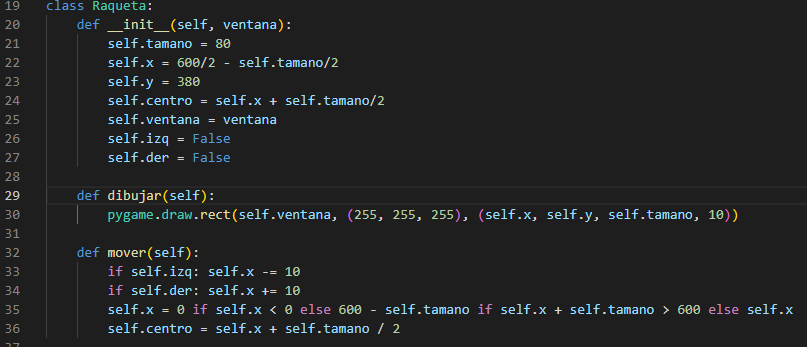 19 class Raqueta:
20     def __init__(self, ventana):
21         self.tamano = 80
22         self.x = 600/2 - self.tamano/2
23         self.y = 380
24         self.centro = self.x + self.tamano/2
25         self.ventana = ventana
26         self.izq = False
27         self.der = False
28
29     def dibujar(self):
30         pygame.draw.rect(self.ventana, (255, 255, 255), (self.x, self.y, self.tamano, 10))
31
32     def mover(self):
33         if self.izq: self.x -= 10
34         if self.der: self.x += 10
35         self.x = 0 if self.x < 0 else 600 - self.tamano if self.x + self.tamano > 600 else self.x
36         self.centro = self.x + self.tamano / 2